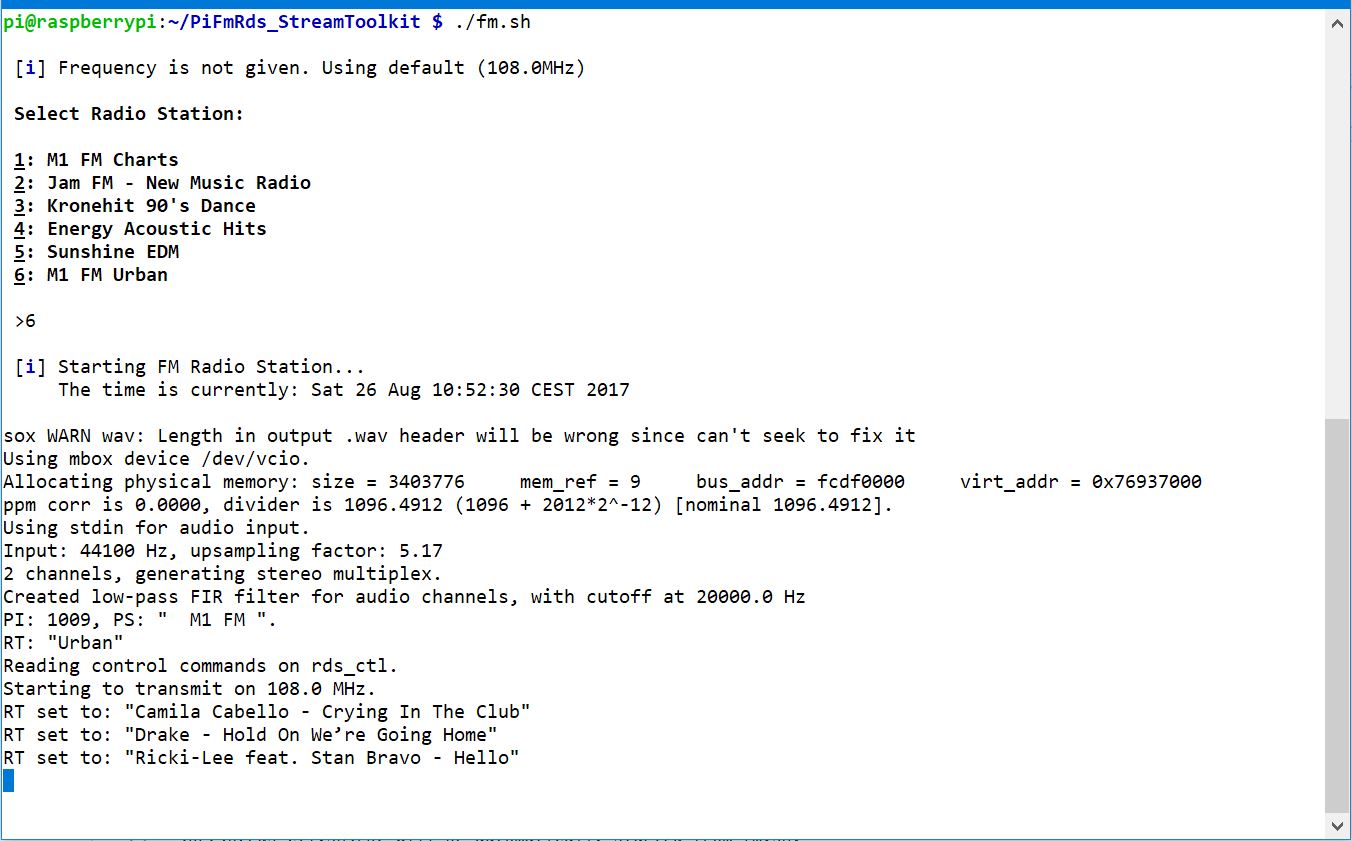 pi@raspberrypi:~/PiFmRds_StreamToolkit $ ./fm.sh
[i] Frequency is not given. Using default (108.0MHz)
Select Radio Station:
1: M1 FM Charts
2: Jam FM - New Music Radio
3: Kronehit 90's Dance
4: Energy Acoustic Hits
5: Sunshine EDM
6: M1 FM Urban
>6
[i] Starting FM Radio Station...
The time is currently: Sat 26 Aug 10:52:30 CEST 2017
sox WARN wav: Length in output .wav header will be wrong since can't seek to fix it
Using mbox device /dev/vcio.
Allocating physical memory: size = 3403776     mem_ref = 9     bus_addr = fcdf0000     virt_addr = 0x76937000
ppm corr is 0.0000, divider is 1096.4912 (1096 + 2012*2^-12) [nominal 1096.4912].
Using stdin for audio input.
Input: 44100 Hz, upsampling factor: 5.17
2 channels, generating stereo multiplex.
Created low-pass FIR filter for audio channels, with cutoff at 20000.0 Hz
PI: 1009, PS: "  M1 FM ".
RT: "Urban"
Reading control commands on rds_ctl.
Starting to transmit on 108.0 MHz.
RT set to: "Camila Cabello - Crying In The Club"
RT set to: "Drake - Hold On We’re Going Home"
RT set to: "Ricki-Lee feat. Stan Bravo - Hello"